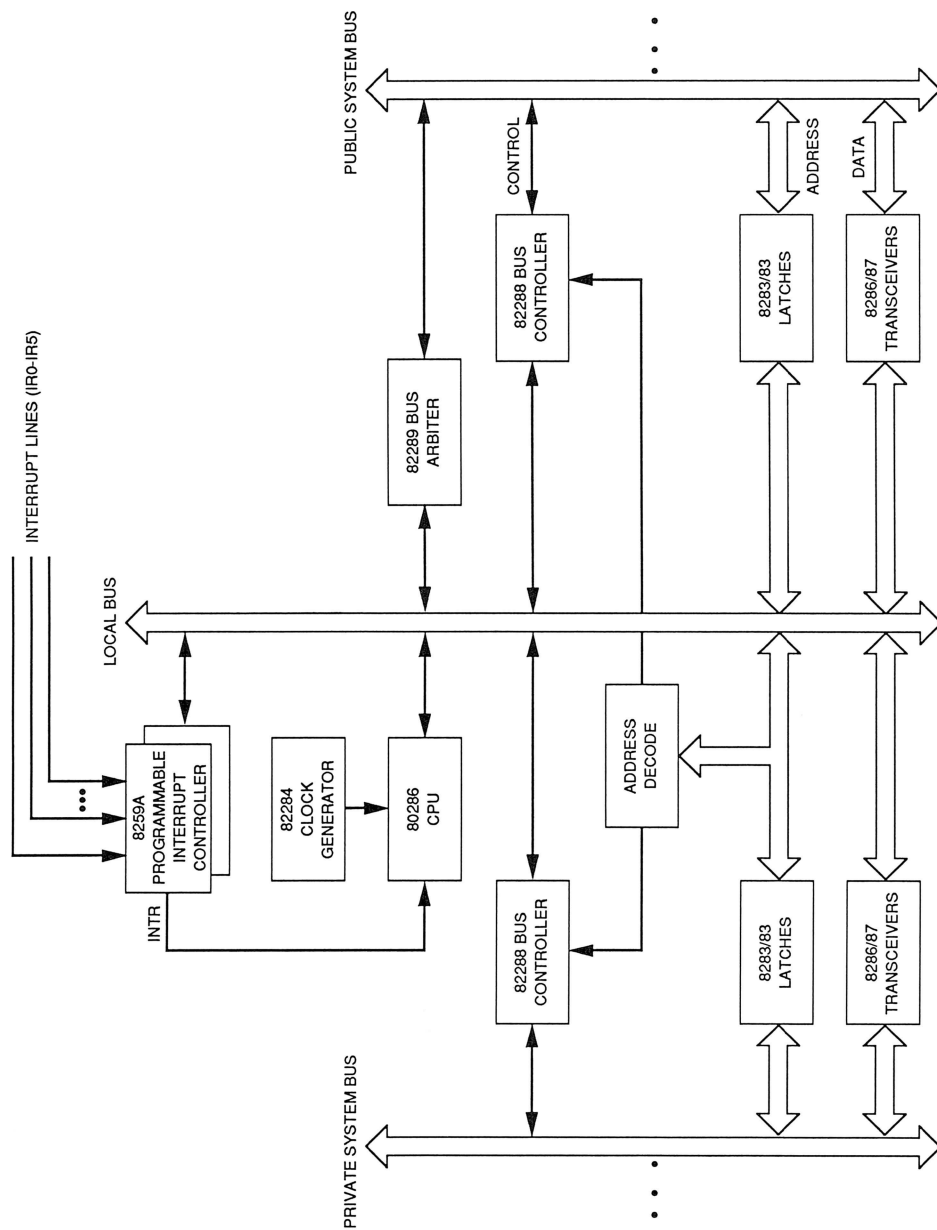 INTERRUPT LINES (IR0-IR5)
LOCAL BUS
8259A
PROGRAMMABLE
INTERRUPT
CONTROLLER
INTR
82284
CLOCK
GENERATOR
80286
CPU
PRIVATE SYSTEM BUS
PUBLIC SYSTEM BUS
82289 BUS
ARBITER
82288 BUS
CONTROLLER
82288 BUS
CONTROLLER
CONTROL
ADDRESS
DECODE
8283/83
LATCHES
8283/83
LATCHES
ADDRESS
8286/87
TRANSCEIVERS
8286/87
TRANSCEIVERS
DATA